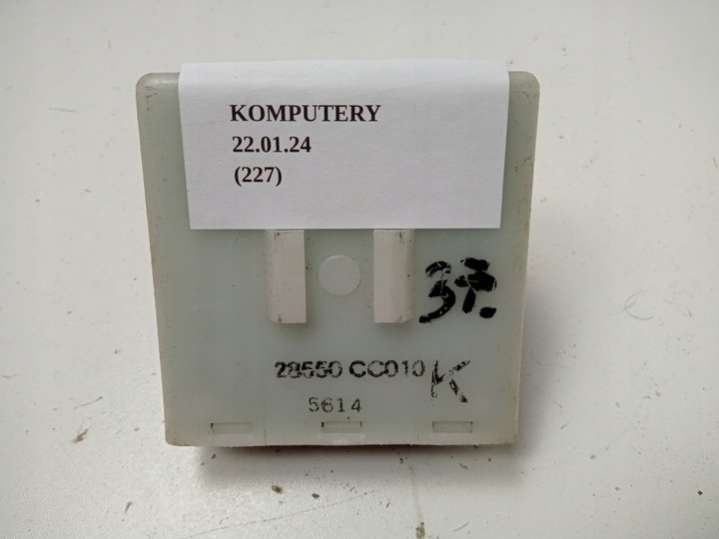 KOMPUTERY
22.01.24
(227)
37.
28550 CC010 K
5614